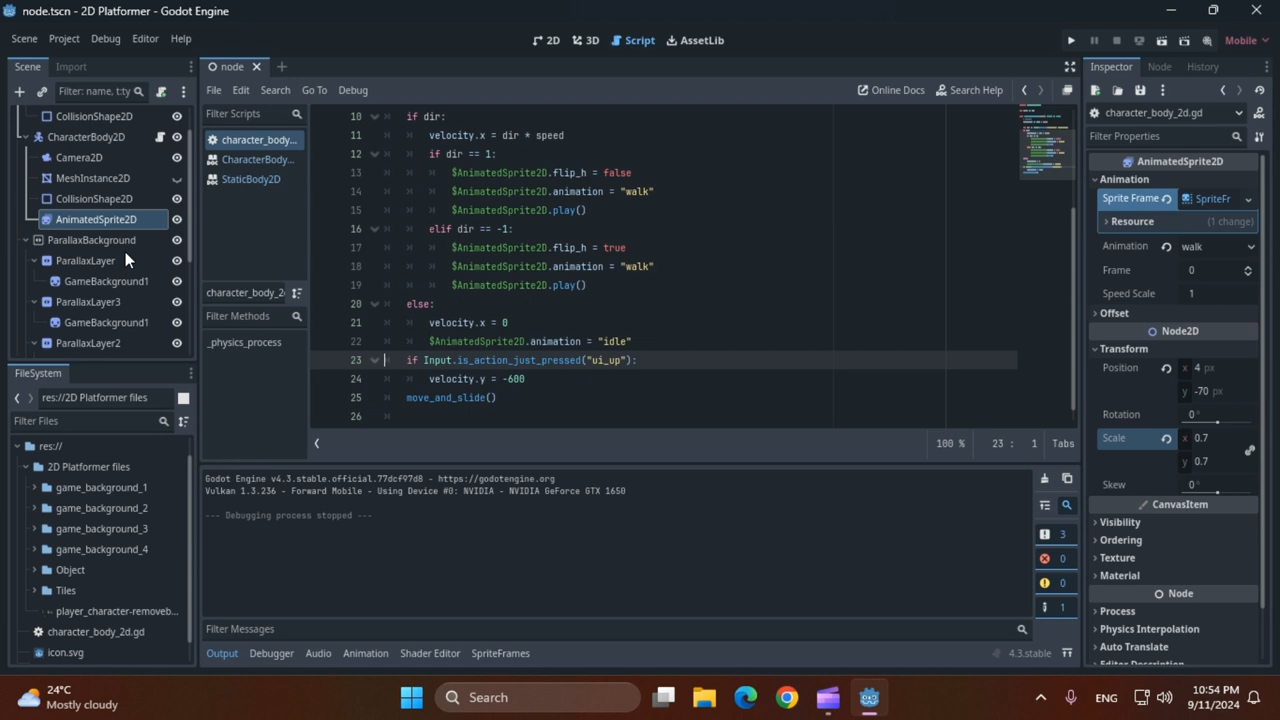 node.tscn - 2D Platformer - Godot Engine
Scene Project Debug Editor Help
2D 3D Script AssetLib
Mobile
Scene Import
Filter: name, t:ty
CollisionShape2D
CharacterBody2D
Camera2D
MeshInstance2D
CollisionShape2D
AnimatedSprite2D
ParallaxBackground
ParallaxLayer
GameBackground1
ParallaxLayer3
GameBackground1
ParallaxLayer2
FileSystem
res://2D Platformer files
Filter Files
res://
2D Platformer files
game_background_1
game_background_2
game_background_3
game_background_4
Object
Tiles
player_character-removeb...
character_body_2d.gd
icon.svg
node
File Edit Search Go To Debug
Online Docs Search Help
Filter Scripts
character_body...
CharacterBody...
StaticBody2D
character_body_2
Filter Methods
_physics_process
10 if dir:
11 velocity.x = dir * speed
12 if dir == 1:
13 $AnimatedSprite2D.flip_h = false
14 $AnimatedSprite2D.animation = "walk"
15 $AnimatedSprite2D.play()
16 elif dir == -1:
17 $AnimatedSprite2D.flip_h = true
18 $AnimatedSprite2D.animation = "walk"
19 $AnimatedSprite2D.play()
20 else:
21 velocity.x = 0
22 $AnimatedSprite2D.animation = "idle"
23 if Input.is_action_just_pressed("ui_up"):
24 velocity.y = -600
25 move_and_slide()
26
100 % 23 : 1 Tabs
Godot Engine v4.3.stable.official.77dcf97d8 - https://godotengine.org
Vulkan 1.3.236 - Forward Mobile - Using Device #0: NVIDIA - NVIDIA GeForce GTX 1650
--- Debugging process stopped ---
3
0
0
1
Filter Messages
Output Debugger Audio Animation Shader Editor SpriteFrames
4.3.stable
Inspector Node History
character_body_2d.gd
Filter Properties
AnimatedSprite2D
Animation
Sprite Frame SpriteFr
Resource (1 change)
Animation walk
Frame 0
Speed Scale 1
Offset
Node2D
Transform
Position x 4 px
y -70 px
Rotation 0 °
Scale x 0.7
y 0.7
Skew 0 °
CanvasItem
Visibility
Ordering
Texture
Material
Node
Process
Physics Interpolation
Auto Translate
Editor Description
24°C
Mostly cloudy
Search
ENG
10:54 PM
9/11/2024